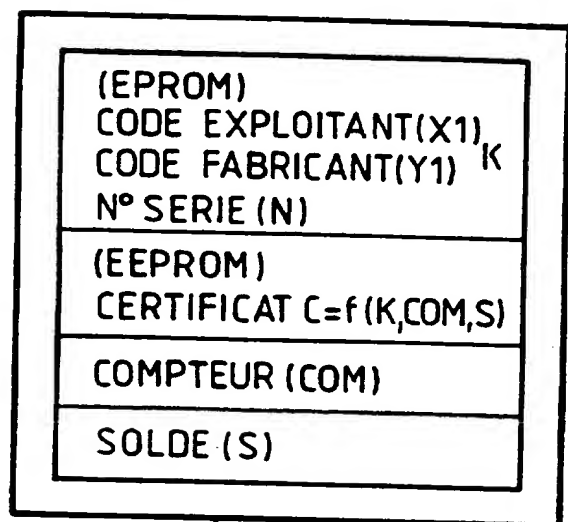 (EPROM)
CODE EXPLOITANT(X1)
K
CODE FABRICANT(Y1)
N° SERIE (N)
(EEPROM)
CERTIFICAT C=f(K,COM,S)
COMPTEUR (COM)
SOLDE (S)